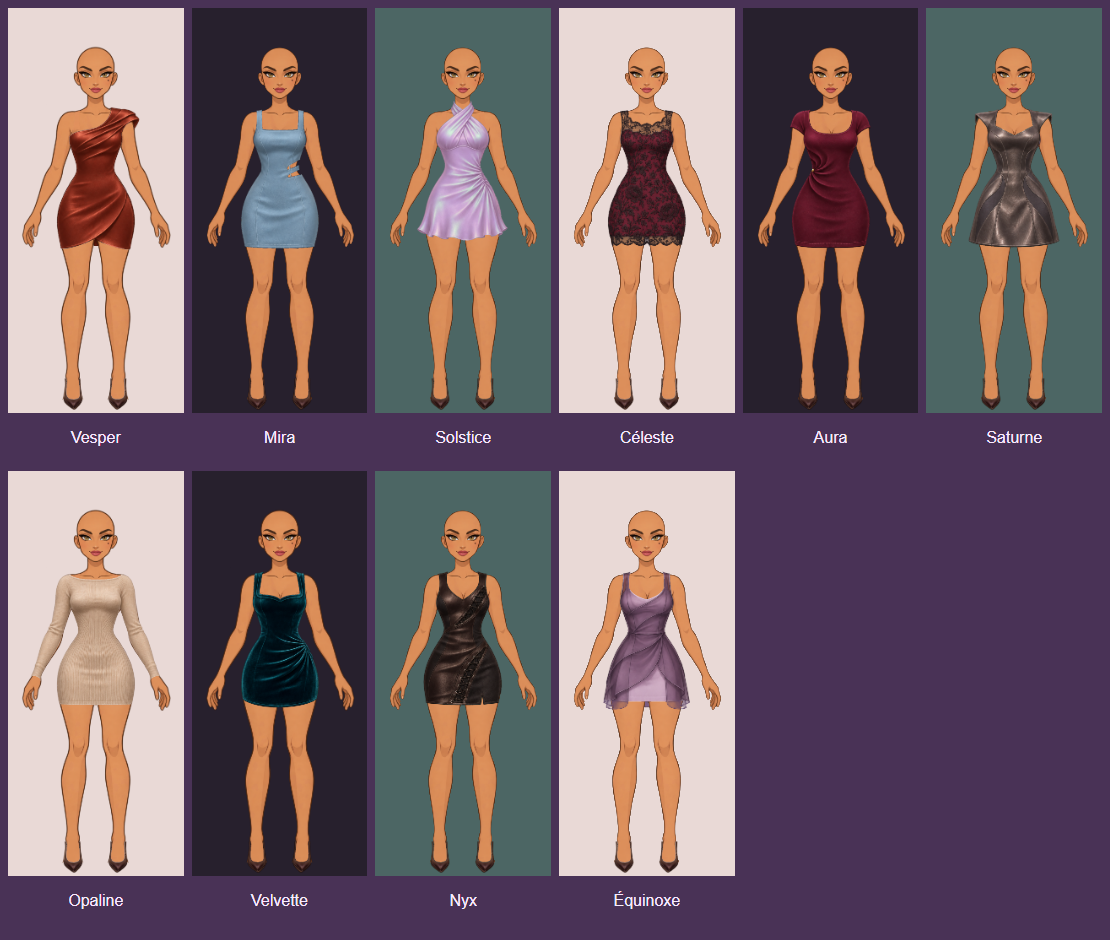 Vesper
Mira
Solstice
Céleste
Aura
Saturne
Opaline
Velvette
Nyx
Équinoxe